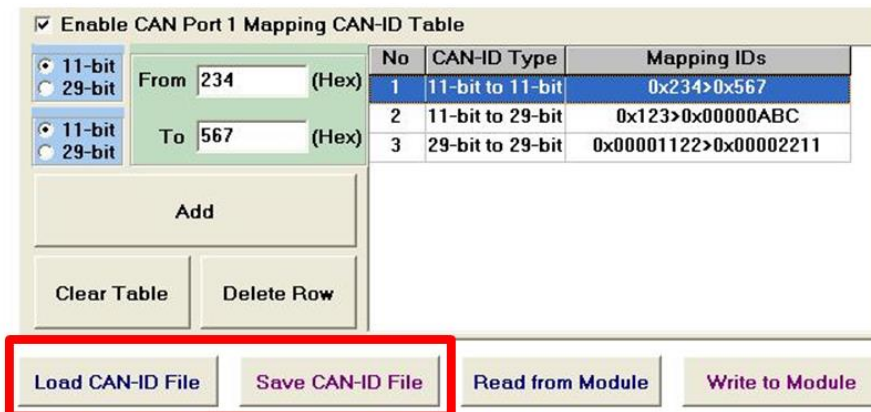 Enable CAN Port 1 Mapping CAN-ID Table
11-bit
29-bit
From 234 (Hex)
11-bit
29-bit
To 567 (Hex)
Add
Clear Table Delete Row
No CAN-ID Type Mapping IDs
1 11-bit to 11-bit 0x234>0x567
2 11-bit to 29-bit 0x123>0x00000ABC
3 29-bit to 29-bit 0x00001122>0x00002211
Load CAN-ID File Save CAN-ID File Read from Module Write to Module